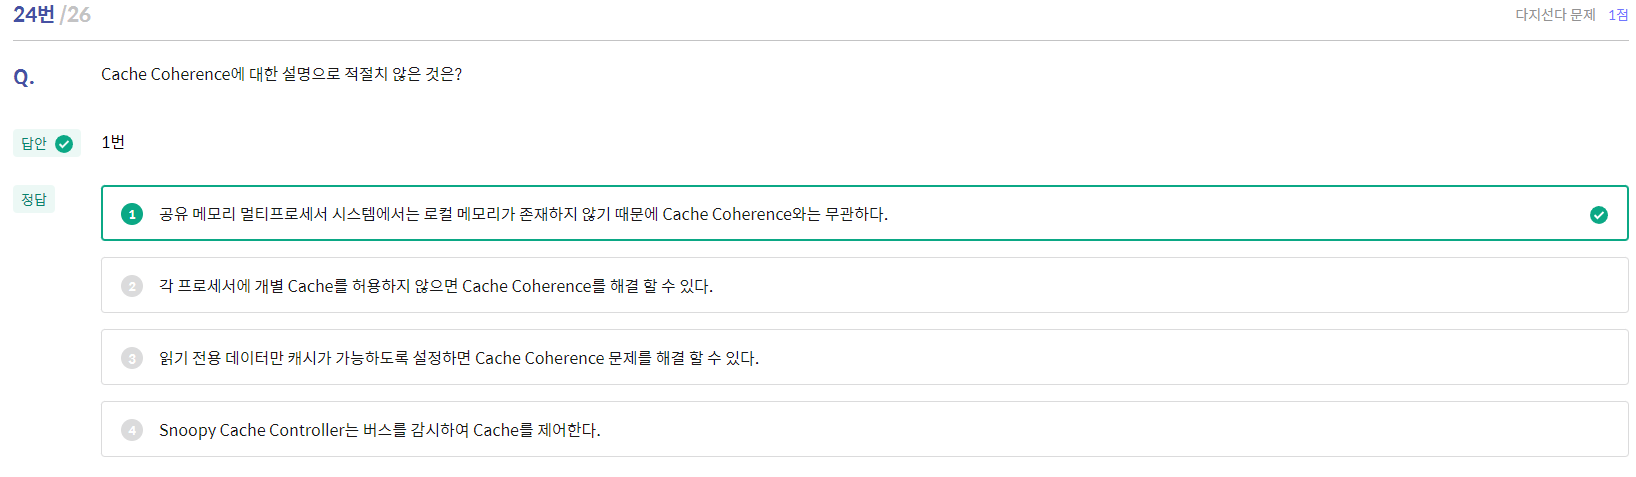 24번 /26
다지선다 문제 1점
Q.
Cache Coherence에 대한 설명으로 적절치 않은 것은?
답안
1번
정답
1 공유 메모리 멀티프로세서 시스템에서는 로컬 메모리가 존재하지 않기 때문에 Cache Coherence와는 무관하다.
2 각 프로세서에 개별 Cache를 허용하지 않으면 Cache Coherence를 해결 할 수 있다.
3 읽기 전용 데이터만 캐시가 가능하도록 설정하면 Cache Coherence 문제를 해결 할 수 있다.
4 Snoopy Cache Controller는 버스를 감시하여 Cache를 제어한다.